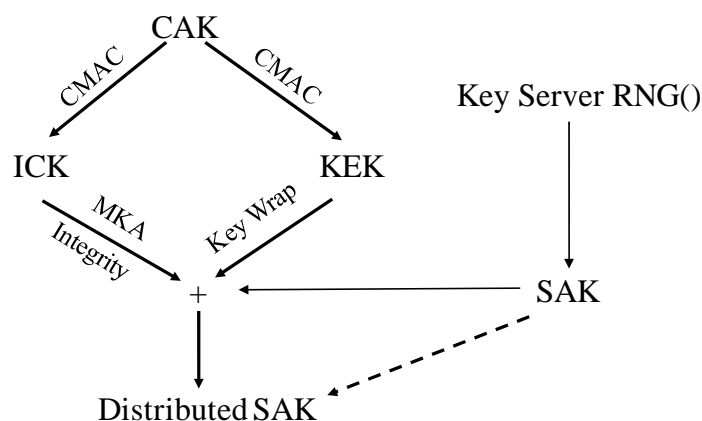 CAK
CMAC
CMAC
Key Server RNG()
ICK
KEK
MKA
Integrity
Key Wrap
+
SAK
Distributed SAK